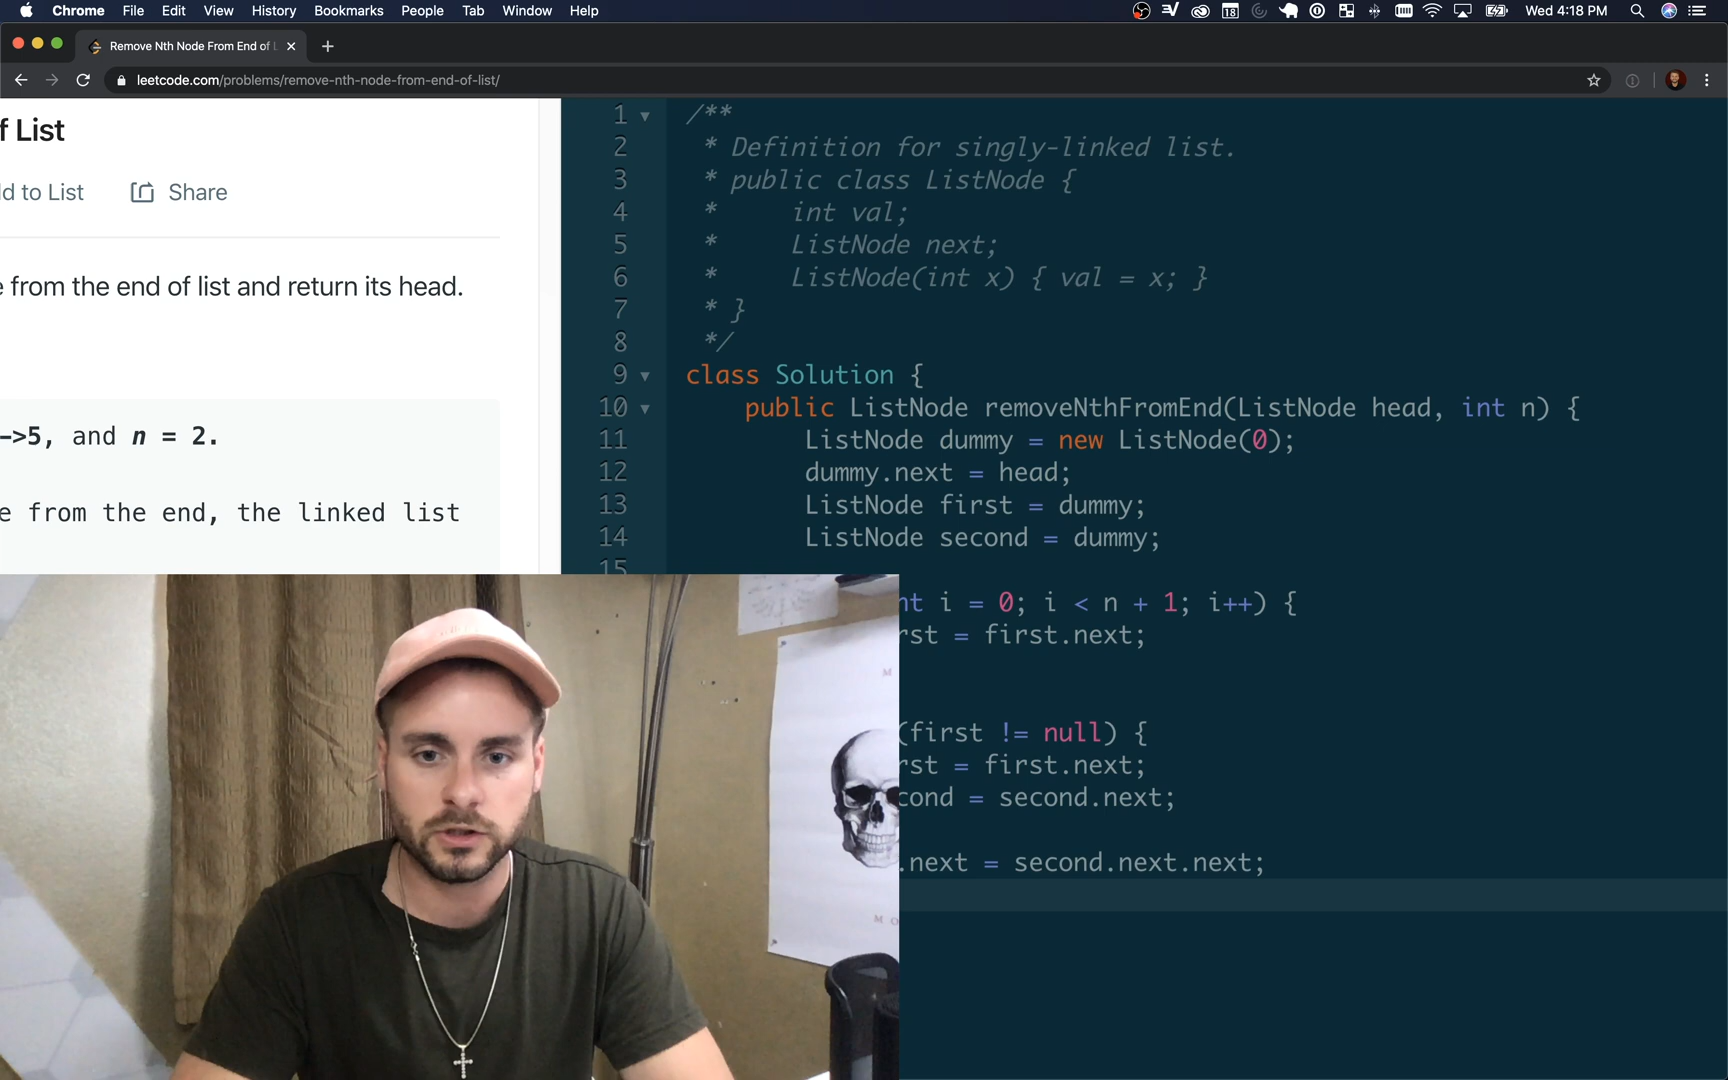 Chrome File Edit View History Bookmarks People Tab Window Help
18
Wed 4:18 PM
Remove Nth Node From End of L
leetcode.com/problems/remove-nth-node-from-end-of-list/
f List
d to List Share
e from the end of list and return its head.
->5, and n = 2.
e from the end, the linked list
1 /**
2 * Definition for singly-linked list.
3 * public class ListNode {
4 * int val;
5 * ListNode next;
6 * ListNode(int x) { val = x; }
7 * }
8 */
9 class Solution {
10 public ListNode removeNthFromEnd(ListNode head, int n) {
11 ListNode dummy = new ListNode(0);
12 dummy.next = head;
13 ListNode first = dummy;
14 ListNode second = dummy;
15
nt i = 0; i < n + 1; i++) {
rst = first.next;
(first != null) {
rst = first.next;
cond = second.next;
.next = second.next.next;
M
M O